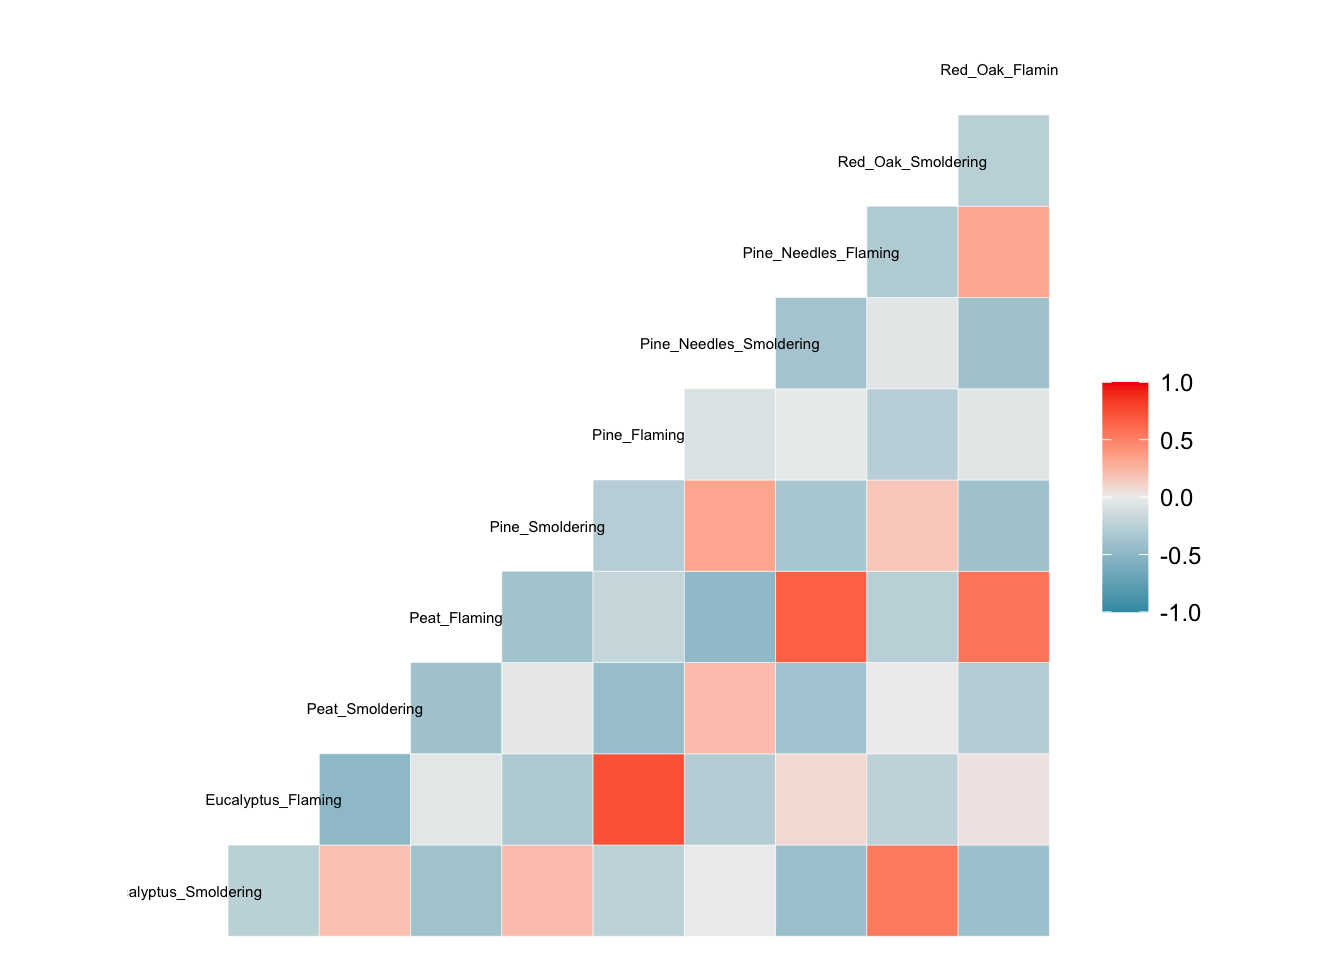 Red_Oak_Flamin
Red_Oak_Smoldering
Pine_Needles_Flaming
Pine_Needles_Smoldering
Pine_Flaming
Pine_Smoldering
Peat_Flaming
Peat_Smoldering
Eucalyptus_Flaming
alyptus_Smoldering
1.0
0.5
0.0
-0.5
-1.0